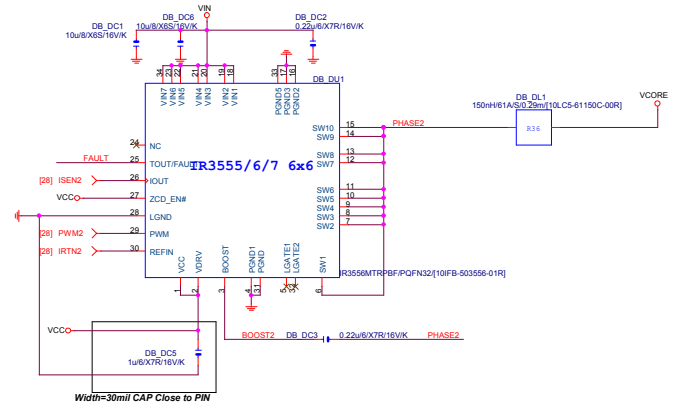 VIN
DB_DC1
10u/8/X6S/16V/K
DB_DC6
10u/8/X6S/16V/K
DB_DC2
0.22u/6/X7R/16V/K
34 23 22 21 20 19 18 33 17 16
VIN7 VIN6 VIN5 VIN4 VIN3 VIN2 VIN1 PGND5 PGND3 PGND2
DB_DU1
DB_DL1
150nH/61A/S/0.29m/[10LC5-61150C-00R]
R36
VCORE
PHASE2
15 SW10
14 SW9
13 SW8
12 SW7
11 SW6
10 SW5
9 SW4
8 SW3
7 SW2
24 NC
FAULT 25 TOUT/FAULT
IR3555/6/7 6x6
[28] ISEN2 26 IOUT
VCC 27 ZCD_EN#
28 LGND
[28] PWM2 29 PWM
[28] IRTN2 30 REFIN
VCC VDRV BOOST PGND1 PGND LGATE1 LGATE2 SW1
IR3556MTRPBF/PQFN32/[10IFB-503556-01R]
1 2 3 4 31 5 6
VCC
DB_DC5
1u/6/X7R/16V/K
BOOST2 DB_DC3 0.22u/6/X7R/16V/K PHASE2
Width=30mil CAP Close to PIN